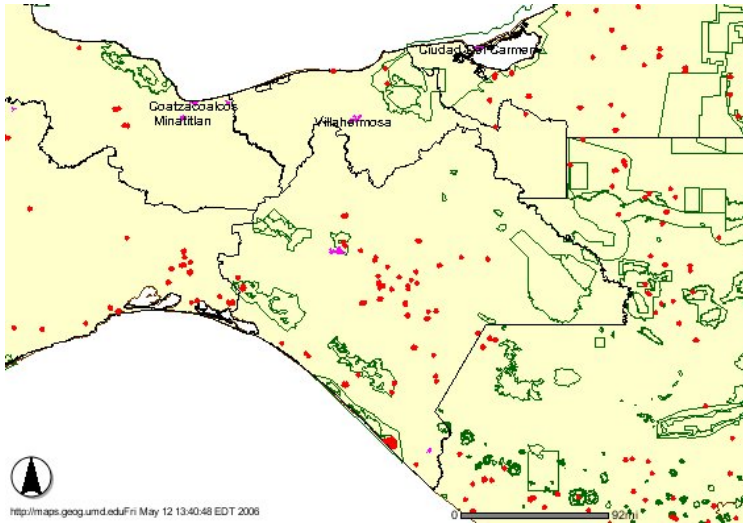 Ciudad Del Carmen
Coatzacoalcos
Minatitlan
Villahermosa
http://maps.geog.umd.eduFri May 12 13:40:48 EDT 2006
0 92mi